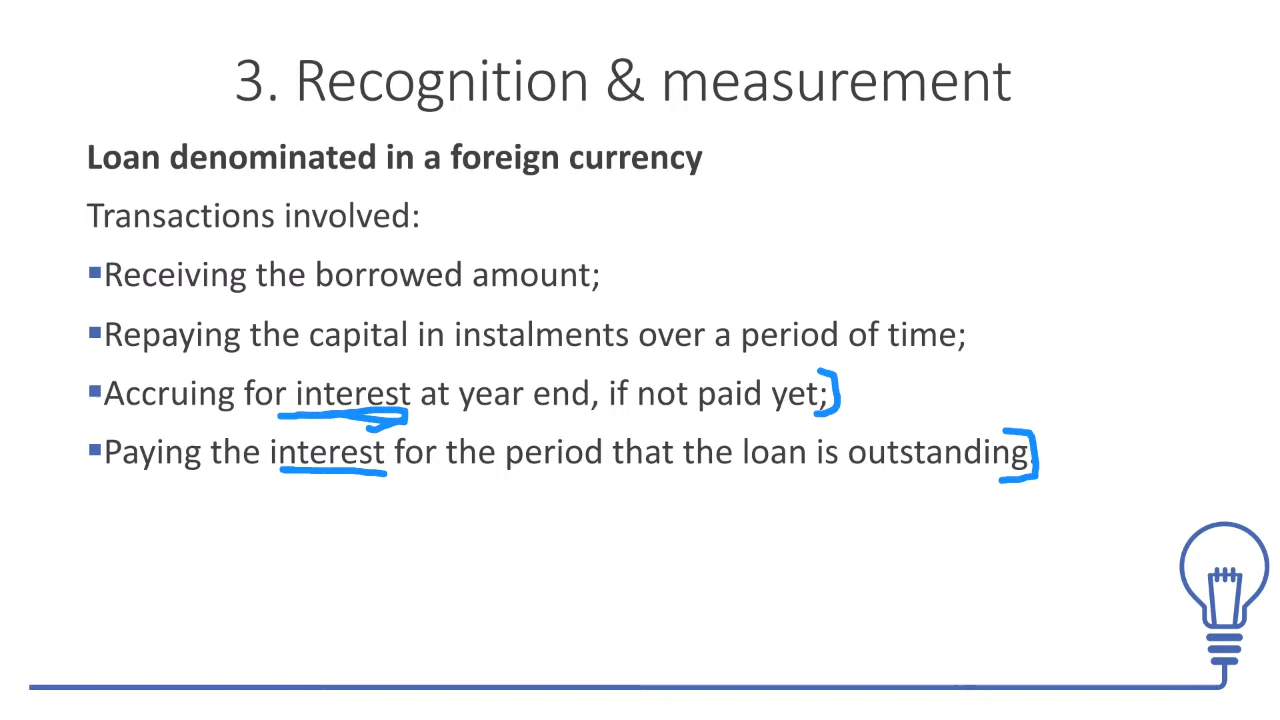 3. Recognition & measurement
Loan denominated in a foreign currency
Transactions involved:
▪Receiving the borrowed amount;
▪Repaying the capital in instalments over a period of time;
▪Accruing for interest at year end, if not paid yet;
▪Paying the interest for the period that the loan is outstanding.